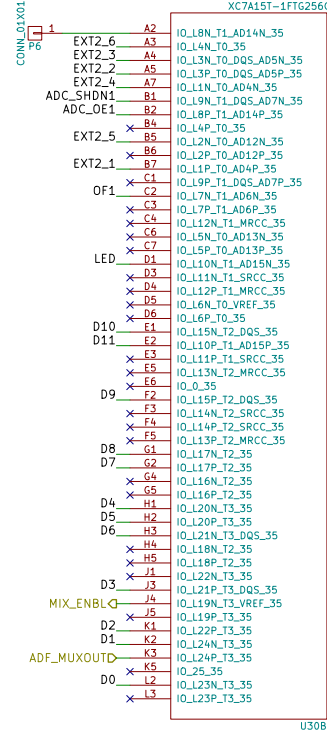 XC7A15T-1FTG256C
CONN_01X01
P6
1 A2 IO_L8N_T1_AD14N_35
EXT2_6 A3 IO_L4N_T0_35
EXT2_3 A4 IO_L3N_T0_DQS_AD5N_35
EXT2_2 A5 IO_L3P_T0_DQS_AD5P_35
EXT2_4 A7 IO_L1N_T0_AD4N_35
ADC_SHDN1 B1 IO_L9N_T1_DQS_AD7N_35
ADC_OE1 B2 IO_L8P_T1_AD14P_35
B4 IO_L4P_T0_35
EXT2_5 B5 IO_L2N_T0_AD12N_35
B6 IO_L2P_T0_AD12P_35
EXT2_1 B7 IO_L1P_T0_AD4P_35
C1 IO_L9P_T1_DQS_AD7P_35
OF1 C2 IO_L7N_T1_AD6N_35
C3 IO_L7P_T1_AD6P_35
C4 IO_L12N_T1_MRCC_35
C6 IO_L5N_T0_AD13N_35
C7 IO_L5P_T0_AD13P_35
LED D1 IO_L10N_T1_AD15N_35
D3 IO_L11N_T1_SRCC_35
D4 IO_L12P_T1_MRCC_35
D5 IO_L6N_T0_VREF_35
D6 IO_L6P_T0_35
D10 E1 IO_L15N_T2_DQS_35
D11 E2 IO_L10P_T1_AD15P_35
E3 IO_L11P_T1_SRCC_35
E5 IO_L13N_T2_MRCC_35
E6 IO_0_35
D9 F2 IO_L15P_T2_DQS_35
F3 IO_L14N_T2_SRCC_35
F4 IO_L14P_T2_SRCC_35
F5 IO_L13P_T2_MRCC_35
D8 G1 IO_L17N_T2_35
D7 G2 IO_L17P_T2_35
G4 IO_L16N_T2_35
G5 IO_L16P_T2_35
D4 H1 IO_L20N_T3_35
D5 H2 IO_L20P_T3_35
D6 H3 IO_L21N_T3_DQS_35
H4 IO_L18N_T2_35
H5 IO_L18P_T2_35
J1 IO_L22N_T3_35
D3 J3 IO_L21P_T3_DQS_35
MIX_ENBL J4 IO_L19N_T3_VREF_35
J5 IO_L19P_T3_35
D2 K1 IO_L22P_T3_35
D1 K2 IO_L24N_T3_35
ADF_MUXOUT K3 IO_L24P_T3_35
K5 IO_25_35
D0 L2 IO_L23N_T3_35
L3 IO_L23P_T3_35
U30B